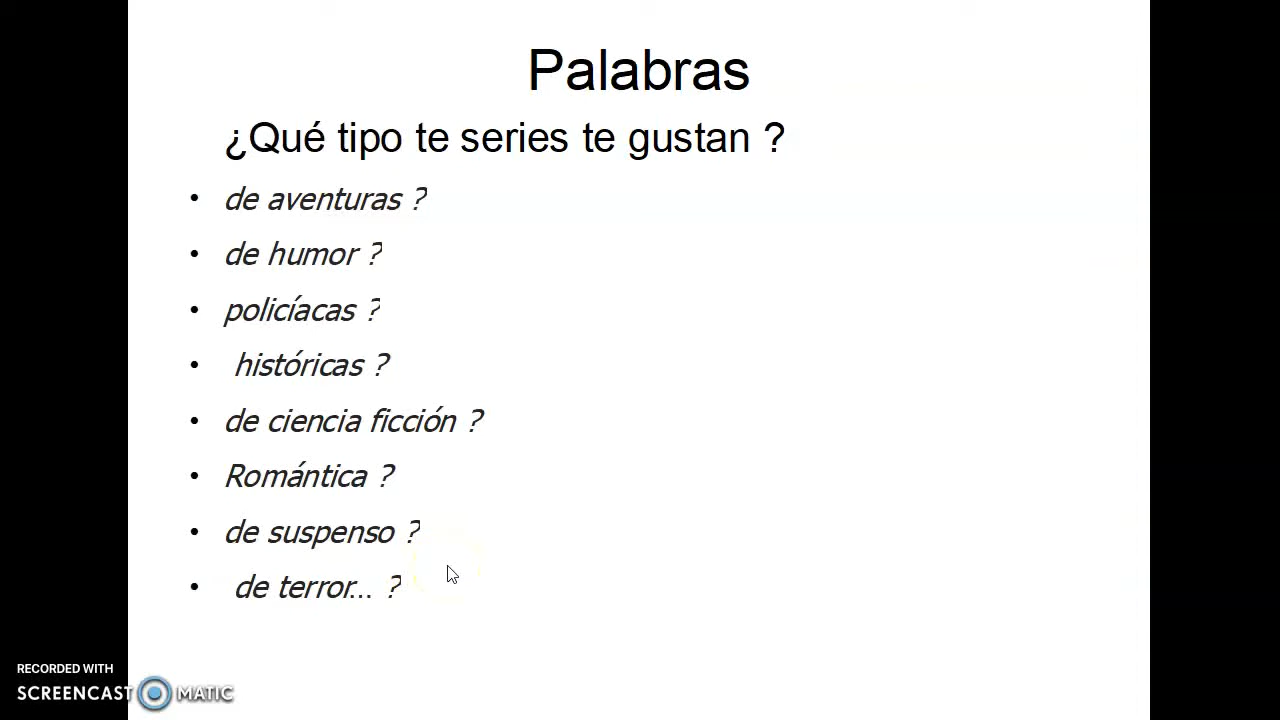 Palabras
¿Qué tipo te series te gustan ?
• de aventuras ?
• de humor ?
• policíacas ?
• históricas ?
• de ciencia ficción ?
• Romántica ?
• de suspenso ?
• de terror... ?
RECORDED WITH
SCREENCAST MATIC